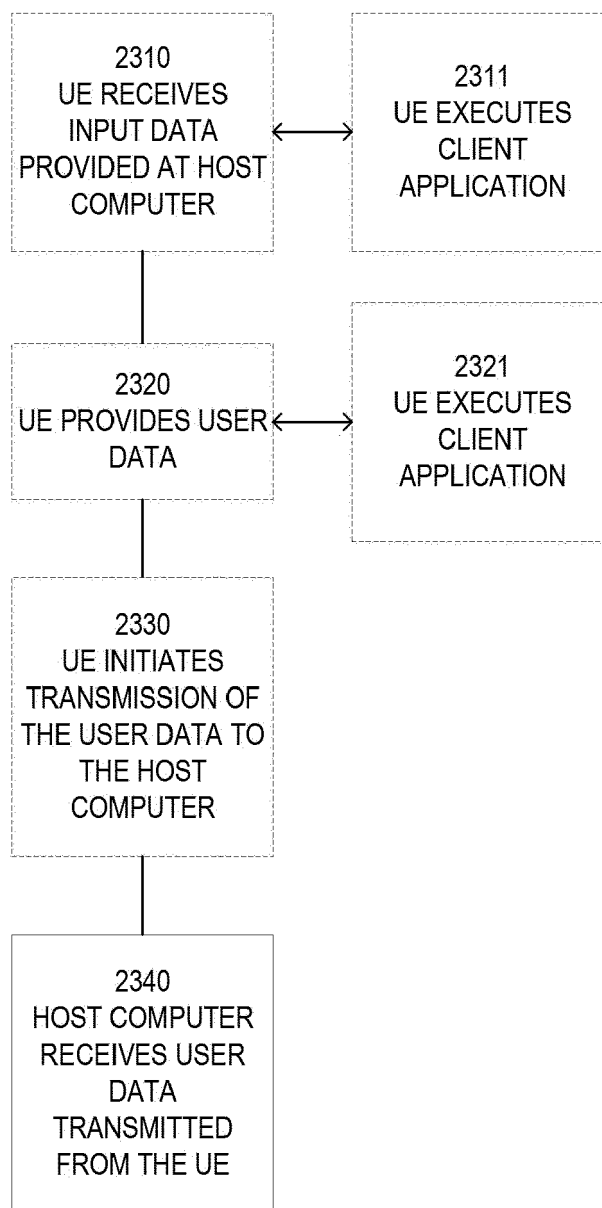 2310
UE RECEIVES
INPUT DATA
PROVIDED AT HOST
COMPUTER
2311
UE EXECUTES
CLIENT
APPLICATION
2320
UE PROVIDES USER
DATA
2321
UE EXECUTES
CLIENT
APPLICATION
2330
UE INITIATES
TRANSMISSION OF
THE USER DATA TO
THE HOST
COMPUTER
2340
HOST COMPUTER
RECEIVES USER
DATA
TRANSMITTED
FROM THE UE